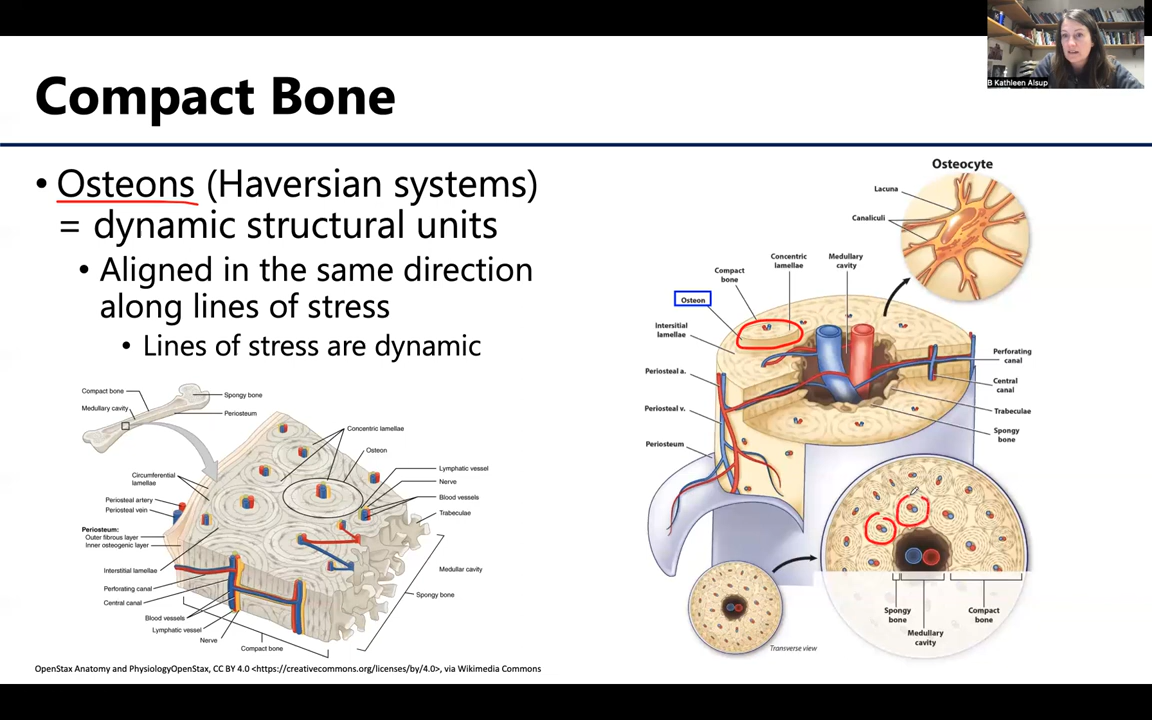 B Kathleen Alsup
Compact Bone
• Osteons (Haversian systems)
= dynamic structural units
• Aligned in the same direction
along lines of stress
• Lines of stress are dynamic
Compact bone
Medullary cavity
Spongy bone
Periosteum
Concentric lamellae
Osteon
Circumferential
lamellae
Periosteal artery
Periosteal vein
Periosteum:
Outer fibrous layer
Inner osteogenic layer
Interstitial lamellae
Perforating canal
Central canal
Blood vessels
Lymphatic vessel
Nerve
Compact bone
Lymphatic vessel
Nerve
Blood vessels
Trabeculae
Medullar cavity
Spongy bone
OpenStax Anatomy and PhysiologyOpenStax, CC BY 4.0 <https://creativecommons.org/licenses/by/4.0>, via Wikimedia Commons
Osteocyte
Lacuna
Canaliculi
Medullary
cavity
Concentric
lamellae
Compact
bone
Osteon
Intersitial
lamellae
Periosteal a.
Periosteal v.
Periosteum
Perforating
canal
Central
canal
Trabeculae
Spongy
bone
Spongy
bone
Medullary
cavity
Compact
bone
Transverse view